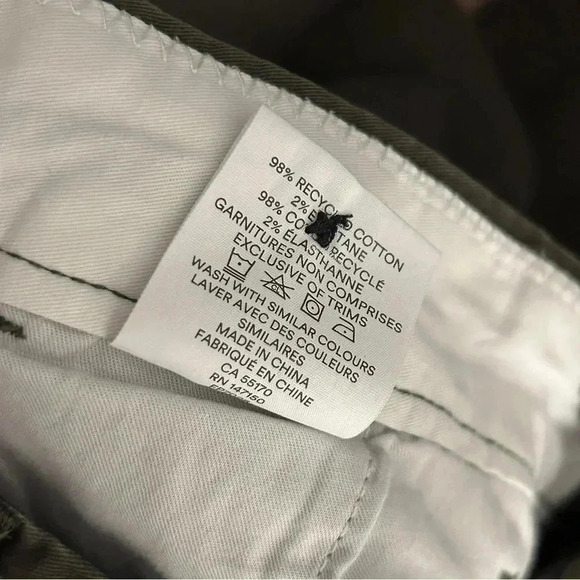 98% RECYCLED COTTON
2% ELASTANE
98% COTON RECYCLÉ
2% ÉLASTHANNE
GARNITURES NON COMPRISES
EXCLUSIVE OF TRIMS
WASH WITH SIMILAR COLOURS
LAVER AVEC DES COULEURS
SIMILAIRES
MADE IN CHINA
FABRIQUÉ EN CHINE
CA 55170
RN 147150